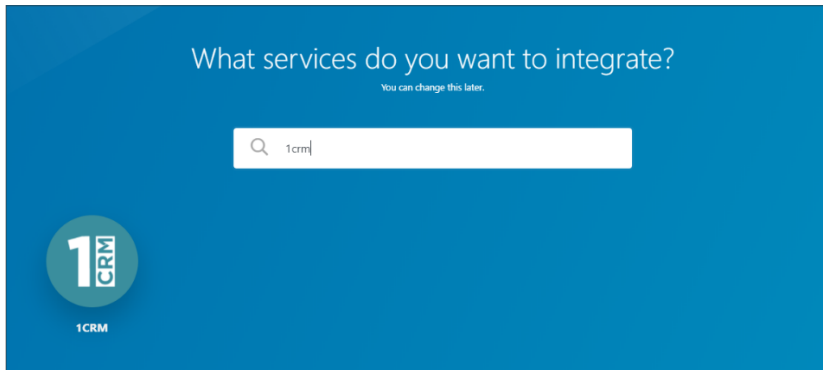 What services do you want to integrate?
You can change this later.
1crm
1 CRM
1CRM